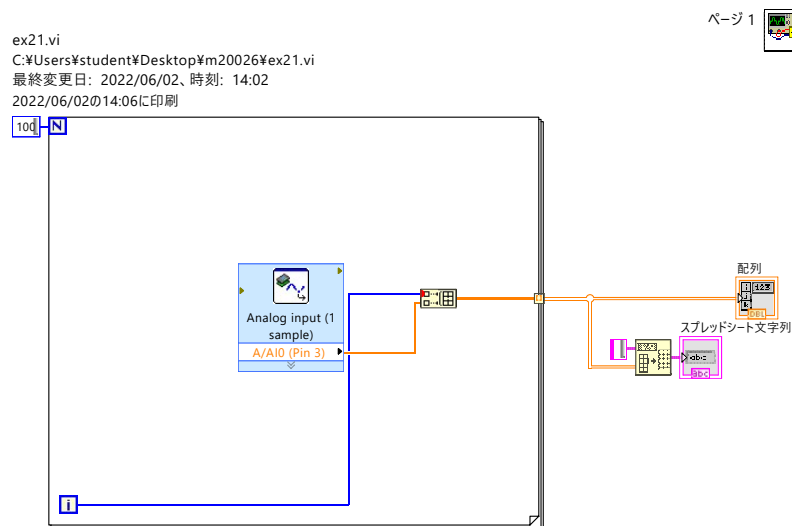 ページ 1
ex21.vi
C:¥Users¥student¥Desktop¥m20026¥ex21.vi
最終変更日: 2022/06/02、時刻: 14:02
2022/06/02の14:06に印刷
100
N
Analog input (1
sample)
A/AI0 (Pin 3)
i
配列
123
DBL
スプレッドシート文字列
abc
abc